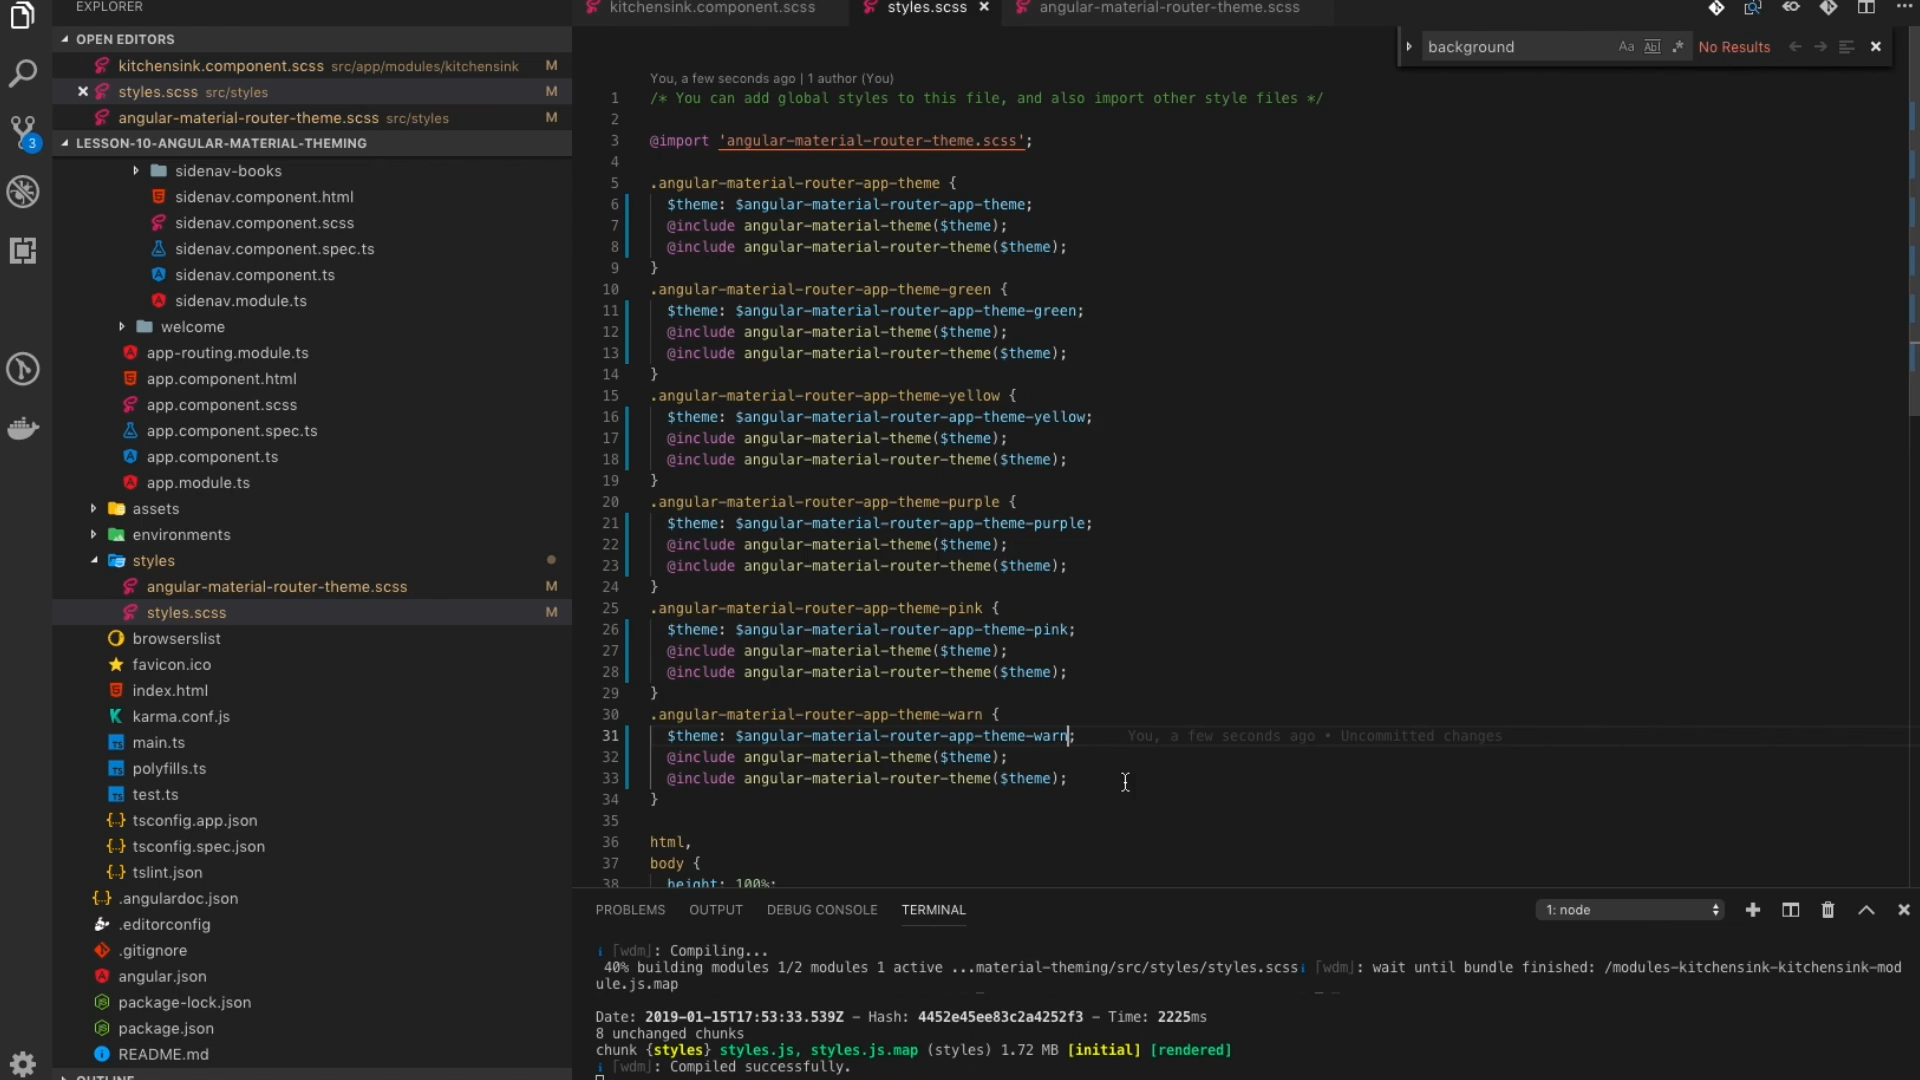 EXPLORER
OPEN EDITORS
kitchensink.component.scss src/app/modules/kitchensink M
styles.scss src/styles M
angular-material-router-theme.scss src/styles M
3
LESSON-10-ANGULAR-MATERIAL-THEMING
sidenav-books
sidenav.component.html
sidenav.component.scss
sidenav.component.spec.ts
sidenav.component.ts
sidenav.module.ts
welcome
app-routing.module.ts
app.component.html
app.component.scss
app.component.spec.ts
app.component.ts
app.module.ts
assets
environments
styles
angular-material-router-theme.scss M
styles.scss M
browserslist
favicon.ico
index.html
karma.conf.js
main.ts
polyfills.ts
test.ts
tsconfig.app.json
tsconfig.spec.json
tslint.json
.angulardoc.json
.editorconfig
.gitignore
angular.json
package-lock.json
package.json
README.md
OUTLINE
kitchensink.component.scss styles.scss angular-material-router-theme.scss
background Aa Abl .* No Results
You, a few seconds ago | 1 author (You)
1 /* You can add global styles to this file, and also import other style files */
2
3 @import 'angular-material-router-theme.scss';
4
5 .angular-material-router-app-theme {
6 $theme: $angular-material-router-app-theme;
7 @include angular-material-theme($theme);
8 @include angular-material-router-theme($theme);
9 }
10 .angular-material-router-app-theme-green {
11 $theme: $angular-material-router-app-theme-green;
12 @include angular-material-theme($theme);
13 @include angular-material-router-theme($theme);
14 }
15 .angular-material-router-app-theme-yellow {
16 $theme: $angular-material-router-app-theme-yellow;
17 @include angular-material-theme($theme);
18 @include angular-material-router-theme($theme);
19 }
20 .angular-material-router-app-theme-purple {
21 $theme: $angular-material-router-app-theme-purple;
22 @include angular-material-theme($theme);
23 @include angular-material-router-theme($theme);
24 }
25 .angular-material-router-app-theme-pink {
26 $theme: $angular-material-router-app-theme-pink;
27 @include angular-material-theme($theme);
28 @include angular-material-router-theme($theme);
29 }
30 .angular-material-router-app-theme-warn {
31 $theme: $angular-material-router-app-theme-warn; You, a few seconds ago • Uncommitted changes
32 @include angular-material-theme($theme);
33 @include angular-material-router-theme($theme);
34 }
35
36 html,
37 body {
38 height: 100%;
PROBLEMS OUTPUT DEBUG CONSOLE TERMINAL 1: node
i ｢wdm｣: Compiling...
40% building modules 1/2 modules 1 active ...material-theming/src/styles/styles.scssi ｢wdm｣: wait until bundle finished: /modules-kitchensink-kitchensink-mod
ule.js.map
Date: 2019-01-15T17:53:33.539Z - Hash: 4452e45ee83c2a4252f3 - Time: 2225ms
8 unchanged chunks
chunk {styles} styles.js, styles.js.map (styles) 1.72 MB [initial] [rendered]
i ｢wdm｣: Compiled successfully.